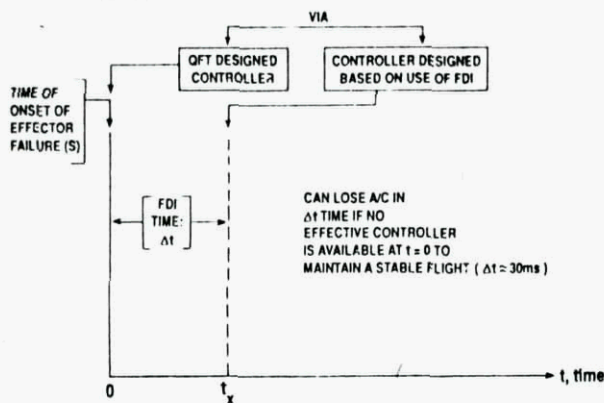 VIA
QFT DESIGNED
CONTROLLER
CONTROLLER DESIGNED
BASED ON USE OF FDI
TIME OF
ONSET OF
EFFECTOR
FAILURE (S)
FDI
TIME:
Δt
CAN LOSE A/C IN
Δt TIME IF NO
EFFECTIVE CONTROLLER
IS AVAILABLE AT t = 0 TO
MAINTAIN A STABLE FLIGHT ( Δt ≈ 30ms )
0
t_x
t, time